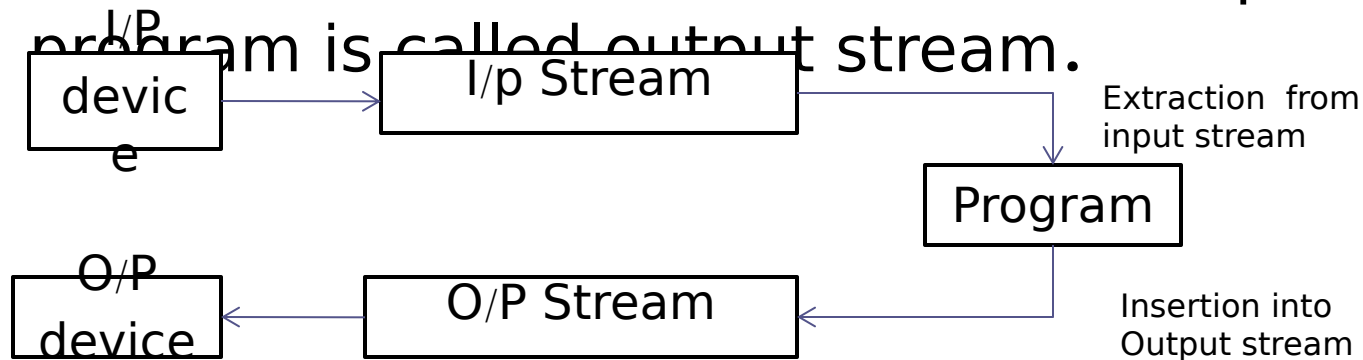 program is called output stream.
I/P
devic
e
I/p Stream
Extraction from
input stream
Program
O/P
device
O/P Stream
Insertion into
Output stream